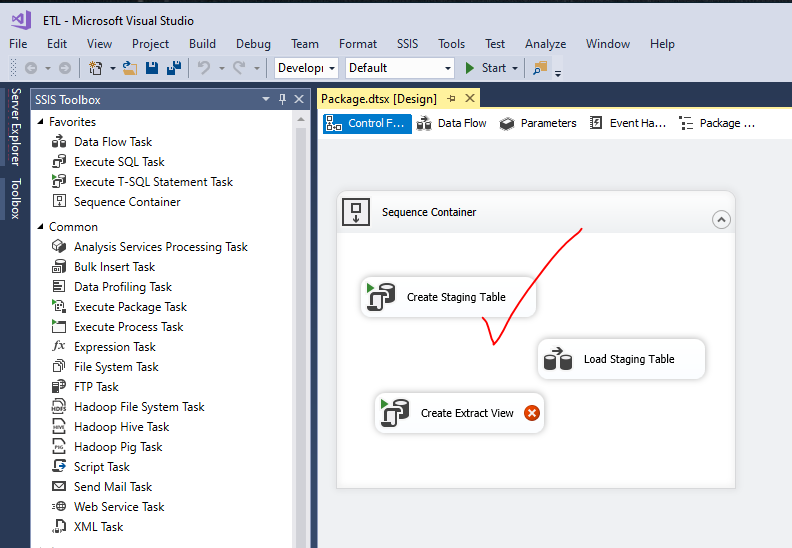 ETL - Microsoft Visual Studio
File Edit View Project Build Debug Team Format SSIS Tools Test Analyze Window Help
Develop Default Start
Server Explorer
Toolbox
SSIS Toolbox
Favorites
Data Flow Task
Execute SQL Task
Execute T-SQL Statement Task
Sequence Container
Common
Analysis Services Processing Task
Bulk Insert Task
Data Profiling Task
Execute Package Task
Execute Process Task
fx Expression Task
File System Task
FTP Task
Hadoop File System Task
Hadoop Hive Task
Hadoop Pig Task
Script Task
Send Mail Task
Web Service Task
XML Task
Package.dtsx [Design]
Control F... Data Flow Parameters Event Ha... Package ...
Sequence Container
Create Staging Table
Load Staging Table
Create Extract View